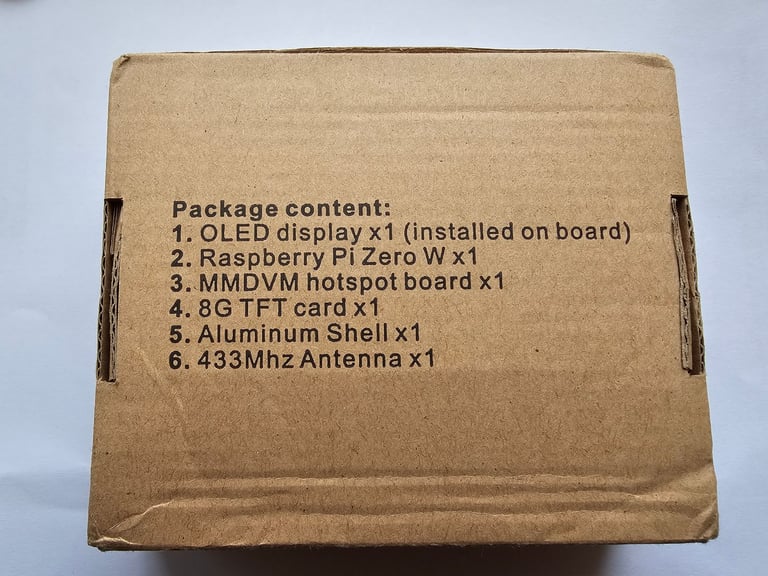 Package content:
1. OLED display x1 (installed on board)
2. Raspberry Pi Zero W x1
3. MMDVM hotspot board x1
4. 8G TFT card x1
5. Aluminum Shell x1
6. 433Mhz Antenna x1